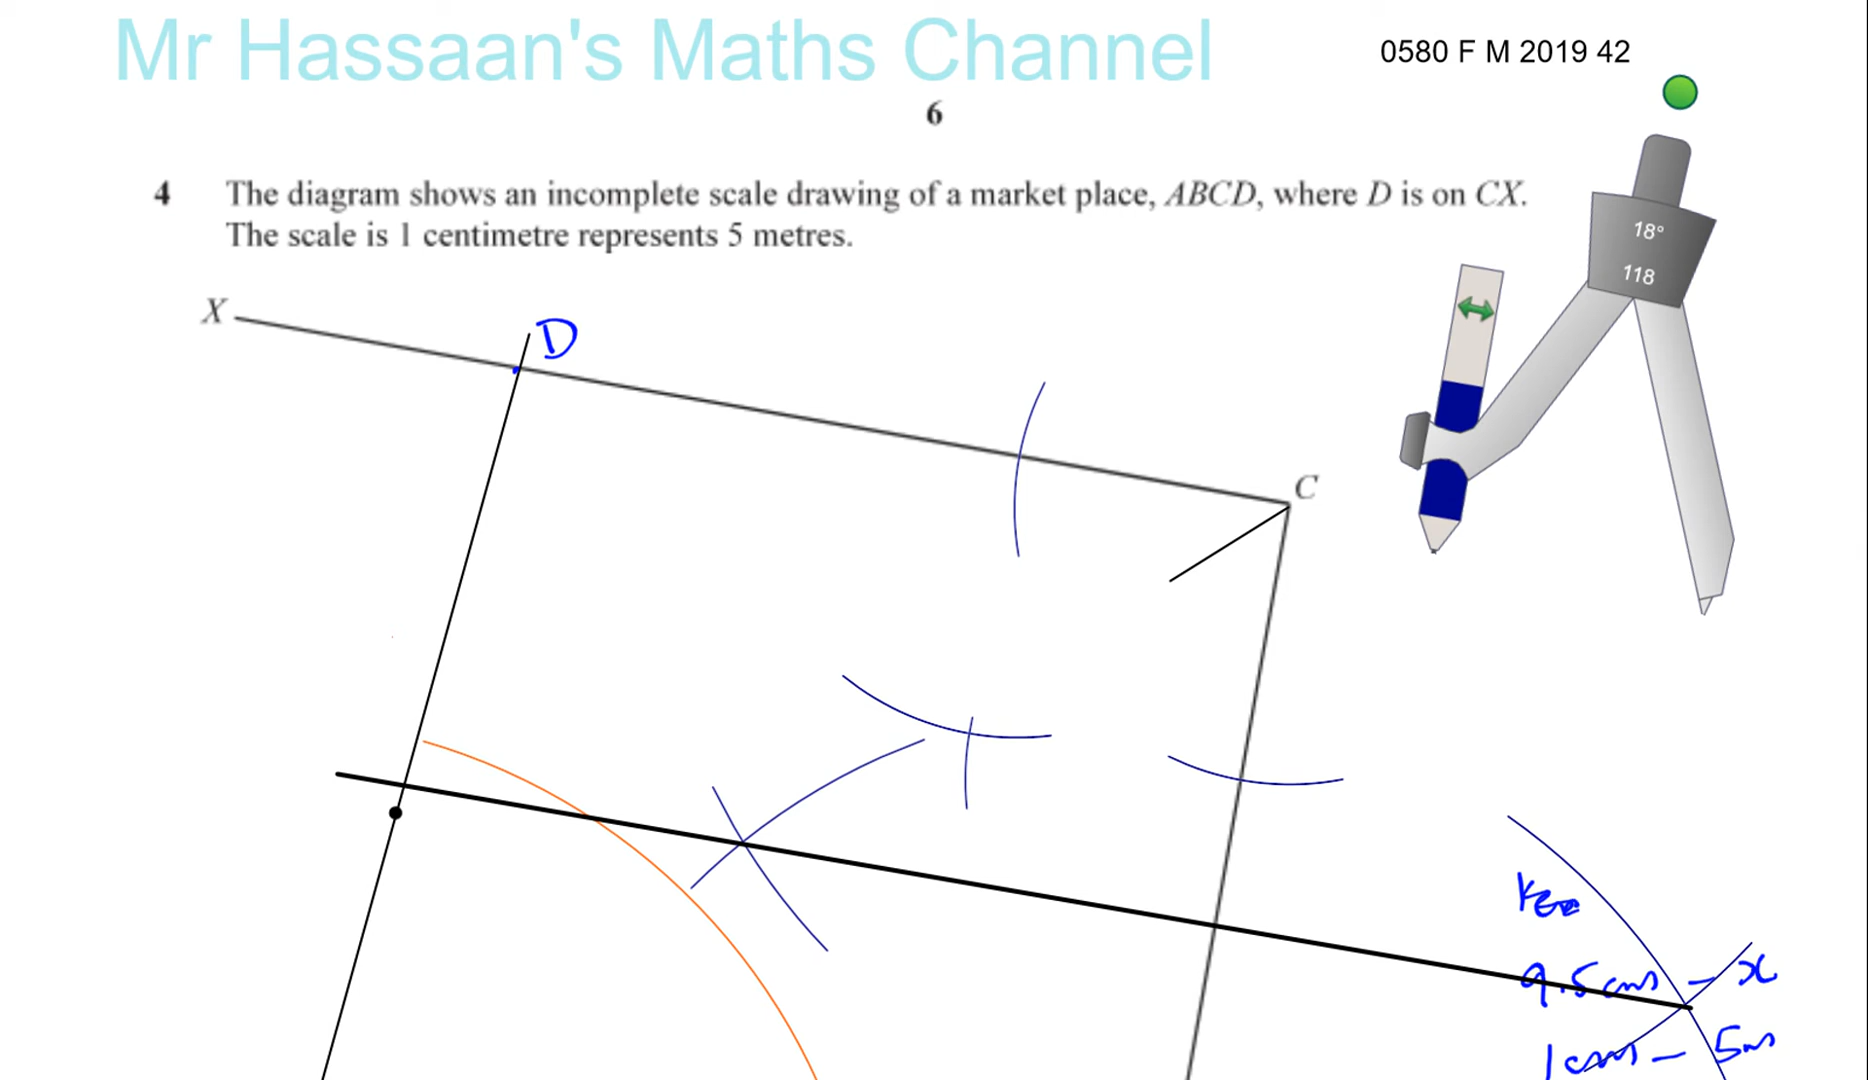 Mr Hassaan's Maths Channel
0580 F M 2019 42
6
4 The diagram shows an incomplete scale drawing of a market place, ABCD, where D is on CX.
The scale is 1 centimetre represents 5 metres.
18°
118
X
D
C
9.5cm - x
1cm - 5m